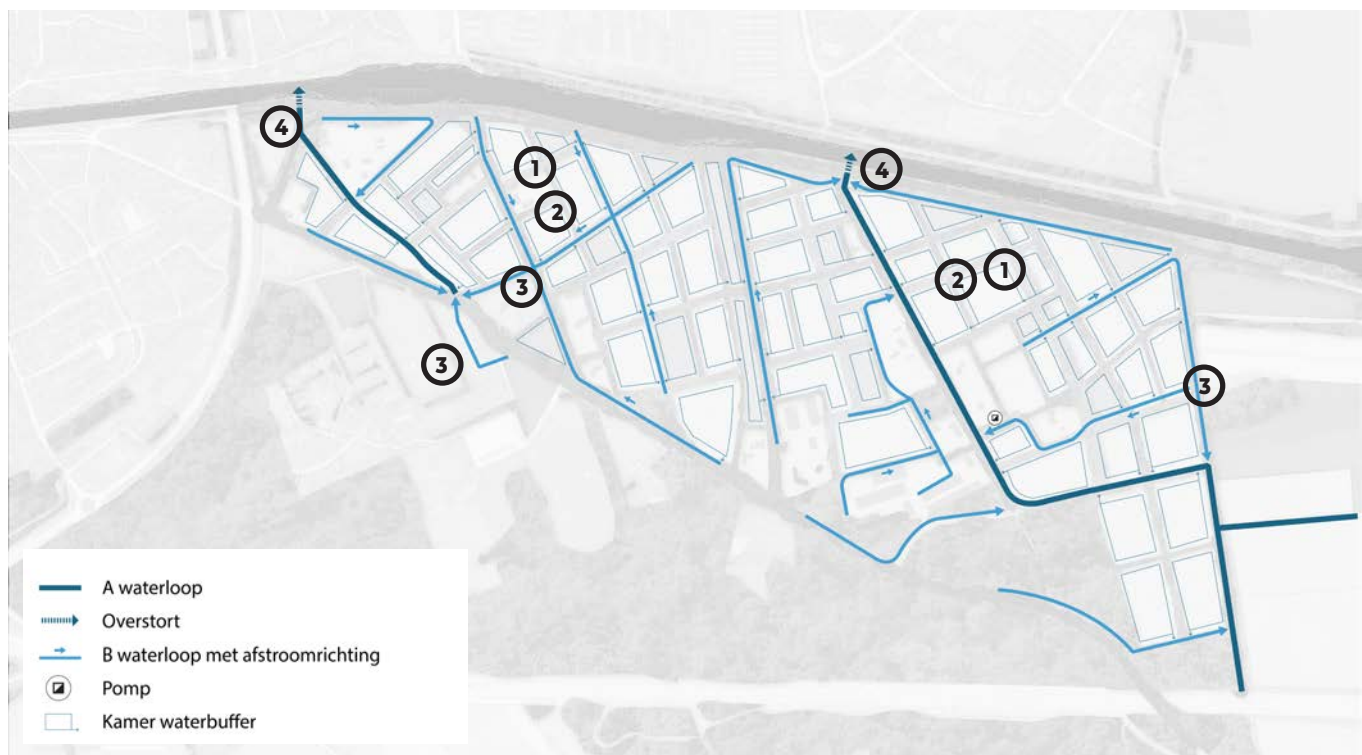 4
1
2
4
3
2
1
3
3
A waterloop
Overstort
B waterloop met afstroomrichting
Pomp
Kamer waterbuffer